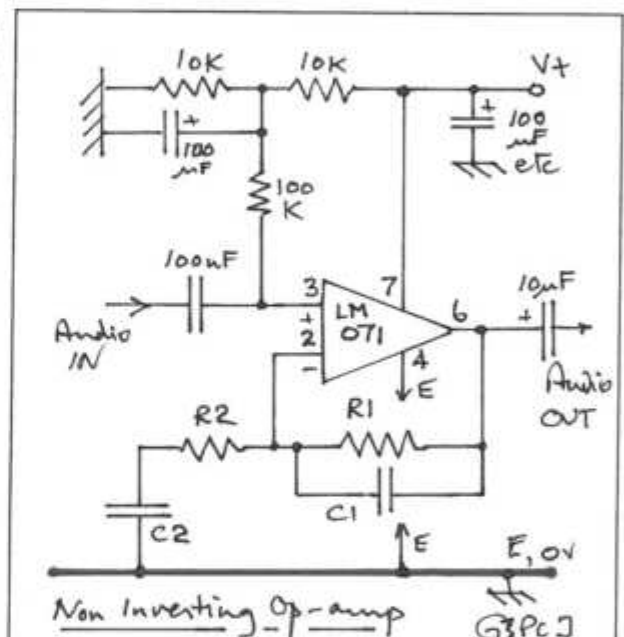 10K 10K V+
+ 100 µF
+ 100 µF etc
100 K
100nF
3 7 10µF
+ LM 6 +
2 071
- 4
Audio IN
E
Audio OUT
R2 R1
C1
C2
E
E, 0V
Non Inverting Op-amp